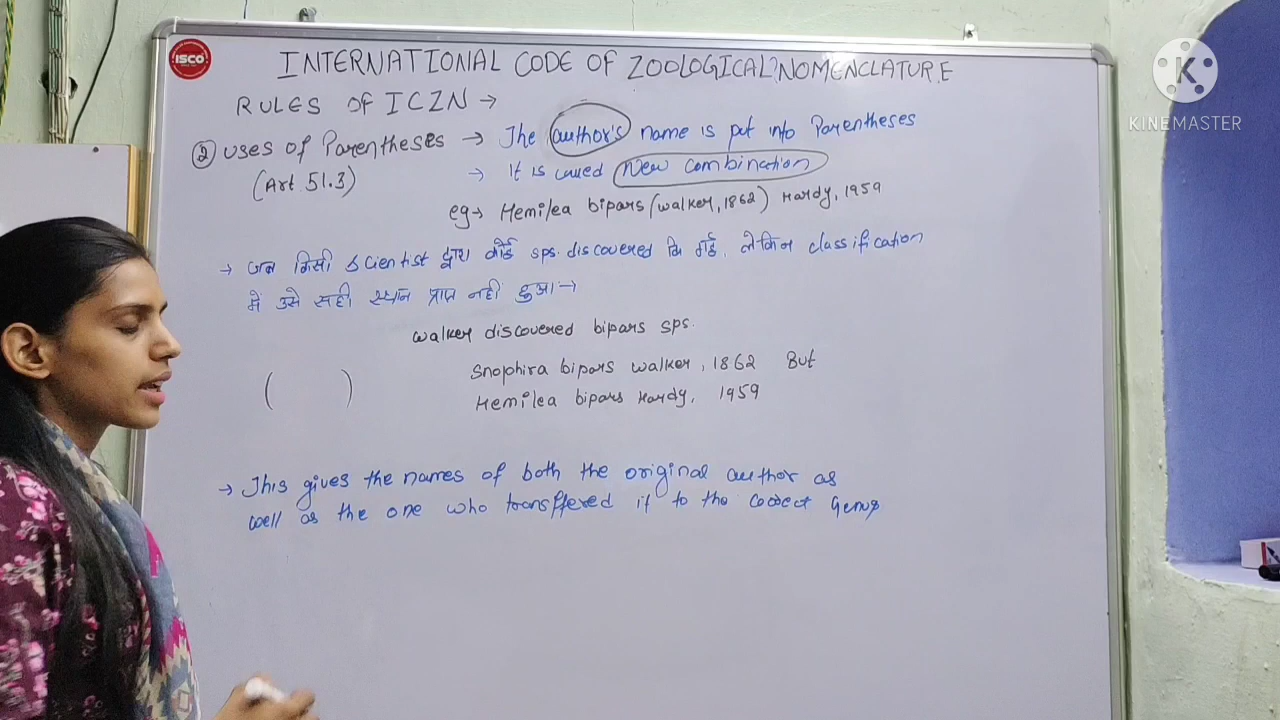 ISCO
INTERNATIONAL CODE OF ZOOLOGICAL NOMENCLATURE
RULES OF ICZN →
② Uses of Parentheses → The author's name is put into Parentheses
(Art. 51.3) → It is called New combination
eg → Hemilea bipars (walker, 1862) Hardy, 1959
→ जब किसी Scientist द्वारा कोई sps. discovered कि गई, लेकिन classification
मे उसे सही स्थान प्राप्त नही हुआ →
walker discovered bipars sps.
Snophira bipars walker, 1862 But
( ) Hemilea bipars Hardy, 1959
→ This gives the names of both the original author as
well as the one who transffered it to the correct Genus
K
KINEMASTER